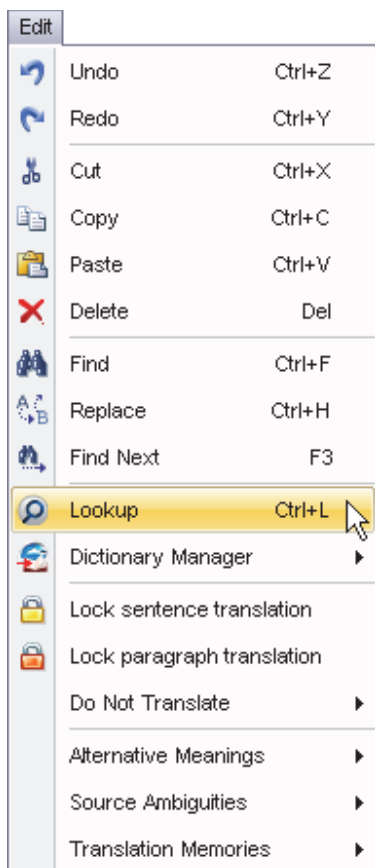 Edit
Undo Ctrl+Z
Redo Ctrl+Y
Cut Ctrl+X
Copy Ctrl+C
Paste Ctrl+V
Delete Del
Find Ctrl+F
Replace Ctrl+H
Find Next F3
Lookup Ctrl+L
Dictionary Manager
Lock sentence translation
Lock paragraph translation
Do Not Translate
Alternative Meanings
Source Ambiguities
Translation Memories